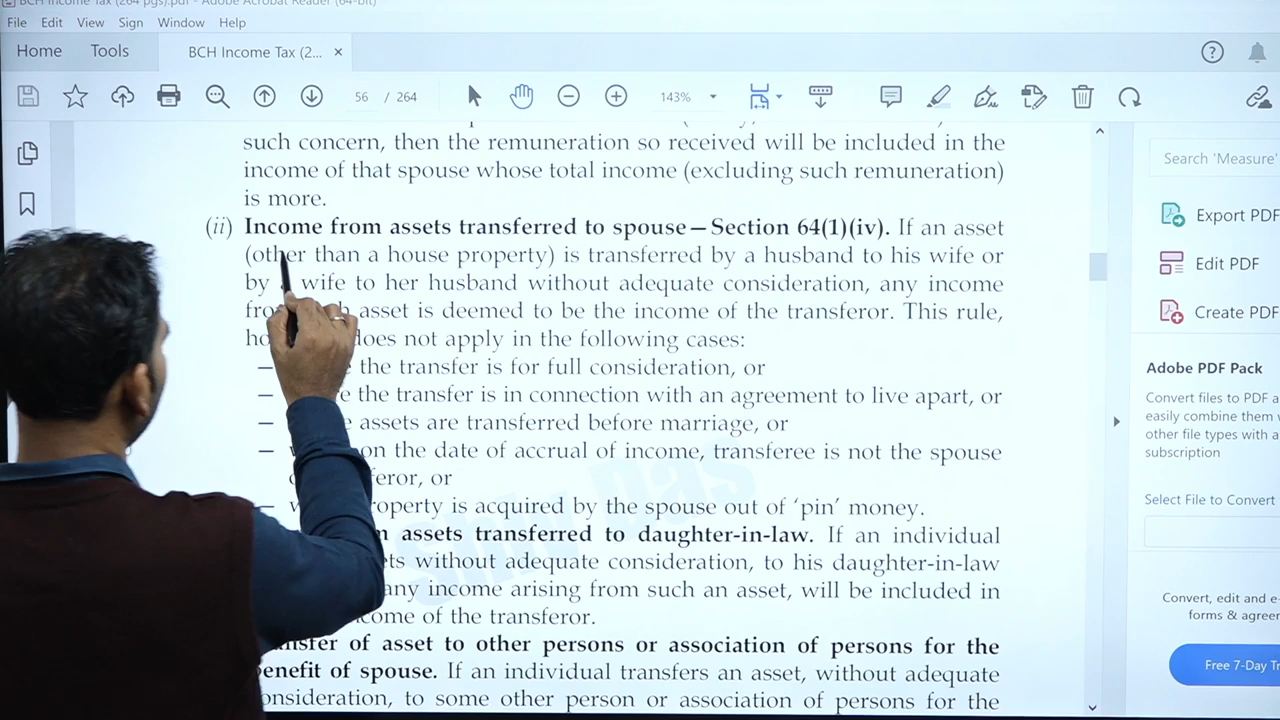 BCH Income Tax (264 pgs).pdf - Adobe Acrobat Reader (64-bit)
File Edit View Sign Window Help
Home Tools BCH Income Tax (2... ×
56 / 264 143%
such concern, then the remuneration so received will be included in the
income of that spouse whose total income (excluding such remuneration)
is more.
(ii) Income from assets transferred to spouse—Section 64(1)(iv). If an asset
(other than a house property) is transferred by a husband to his wife or
by wife to her husband without adequate consideration, any income
asset is deemed to be the income of the transferor. This rule,
does not apply in the following cases:
— the transfer is for full consideration, or
— the transfer is in connection with an agreement to live apart, or
— assets are transferred before marriage, or
— on the date of accrual of income, transferee is not the spouse
or
— property is acquired by the spouse out of ‘pin’ money.
assets transferred to daughter-in-law. If an individual
without adequate consideration, to his daughter-in-law
any income arising from such an asset, will be included in
of the transferor.
of asset to other persons or association of persons for the
benefit of spouse. If an individual transfers an asset, without adequate
consideration, to some other person or association of persons for the
Search 'Measure'
Export PDF
Edit PDF
Create PDF
Adobe PDF Pack
Convert files to PDF
easily combine them
other file types with a
subscription
Select File to Convert
Convert, edit and
forms &
Free 7-Day